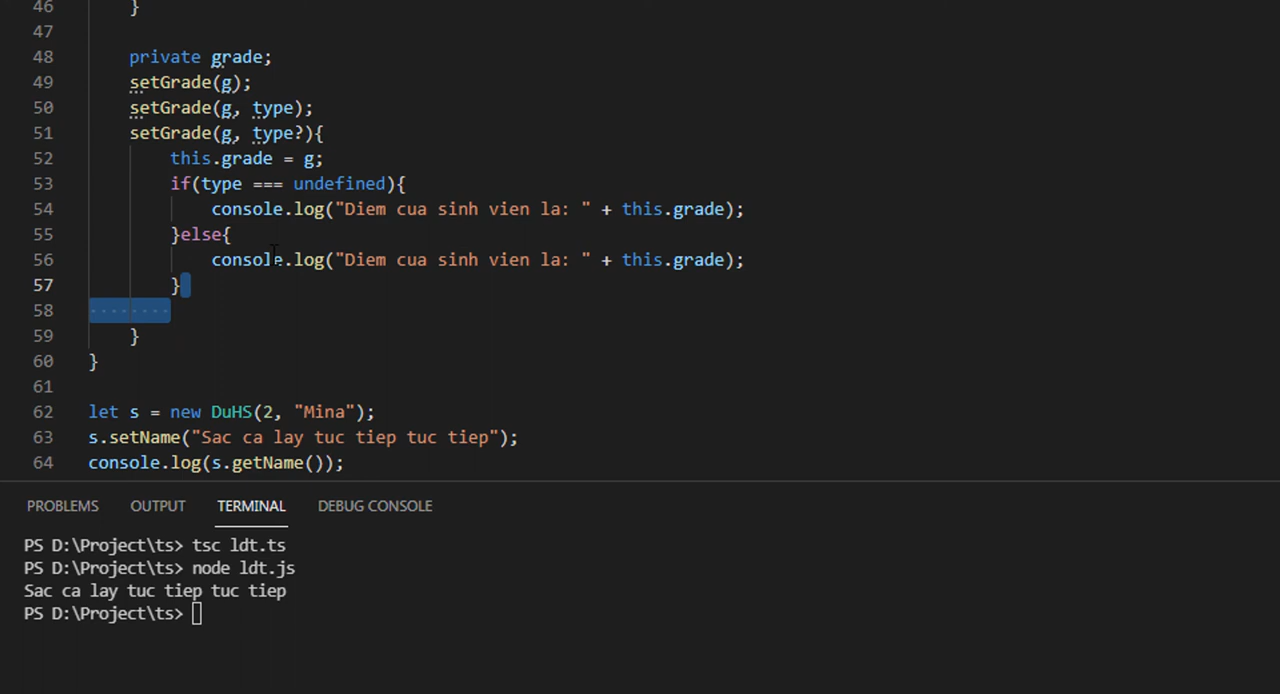 46 }
47
48 private grade;
49 setGrade(g);
50 setGrade(g, type);
51 setGrade(g, type?){
52 this.grade = g;
53 if(type === undefined){
54 console.log("Diem cua sinh vien la: " + this.grade);
55 }else{
56 console.log("Diem cua sinh vien la: " + this.grade);
57 }
58
59 }
60 }
61
62 let s = new DuHS(2, "Mina");
63 s.setName("Sac ca lay tuc tiep tuc tiep");
64 console.log(s.getName());
PROBLEMS OUTPUT TERMINAL DEBUG CONSOLE
PS D:\Project\ts> tsc ldt.ts
PS D:\Project\ts> node ldt.js
Sac ca lay tuc tiep tuc tiep
PS D:\Project\ts>